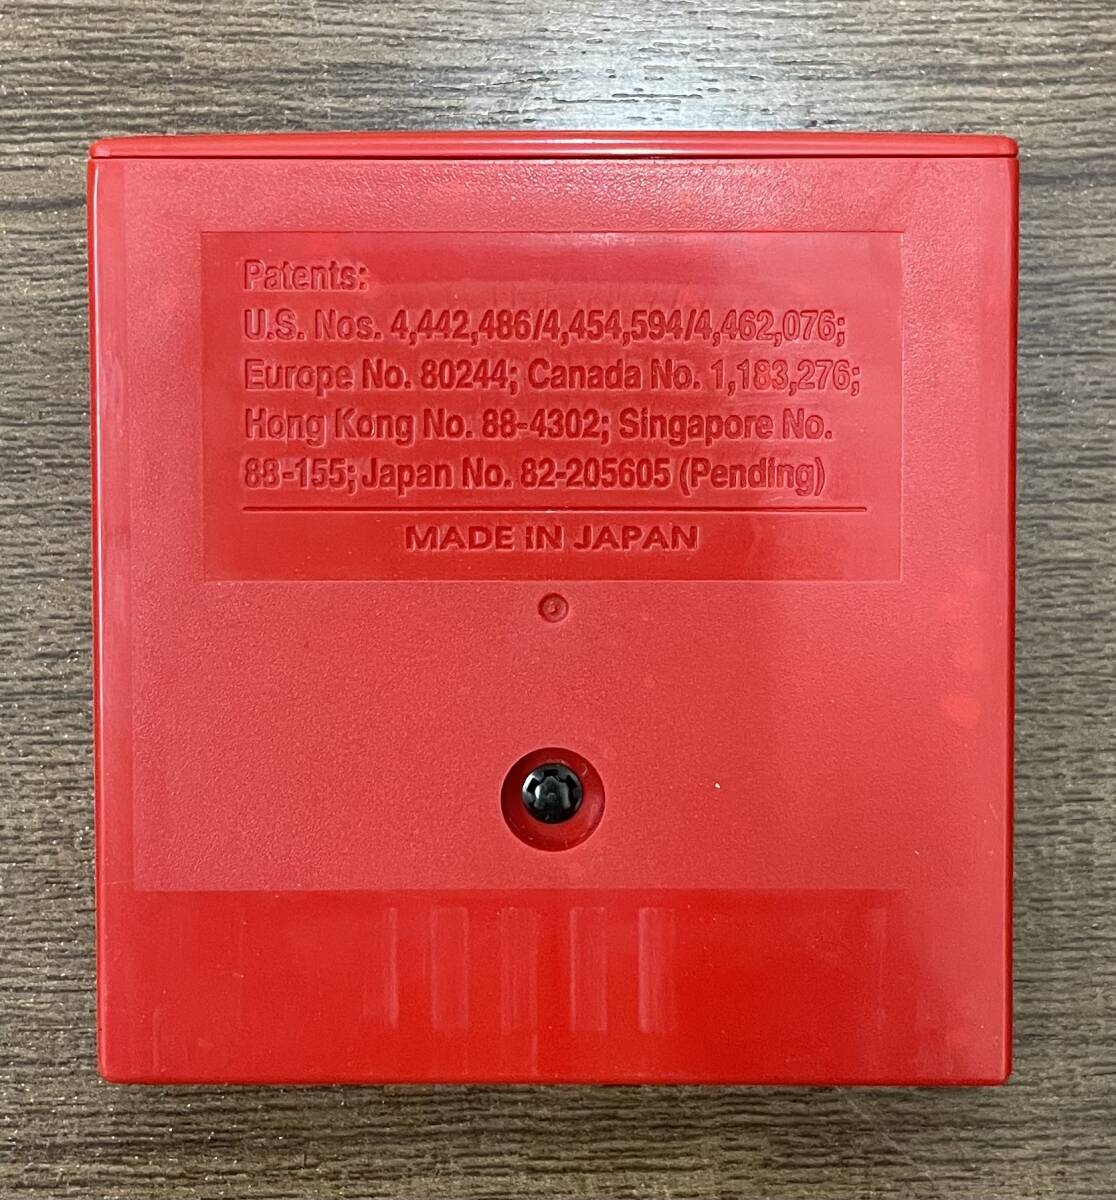 Patents:
U.S. Nos. 4,442,486/4,454,594/4,462,076;
Europe No. 80244; Canada No. 1,183,276;
Hong Kong No. 88-4302; Singapore No.
88-155; Japan No. 82-205605 (Pending)
MADE IN JAPAN